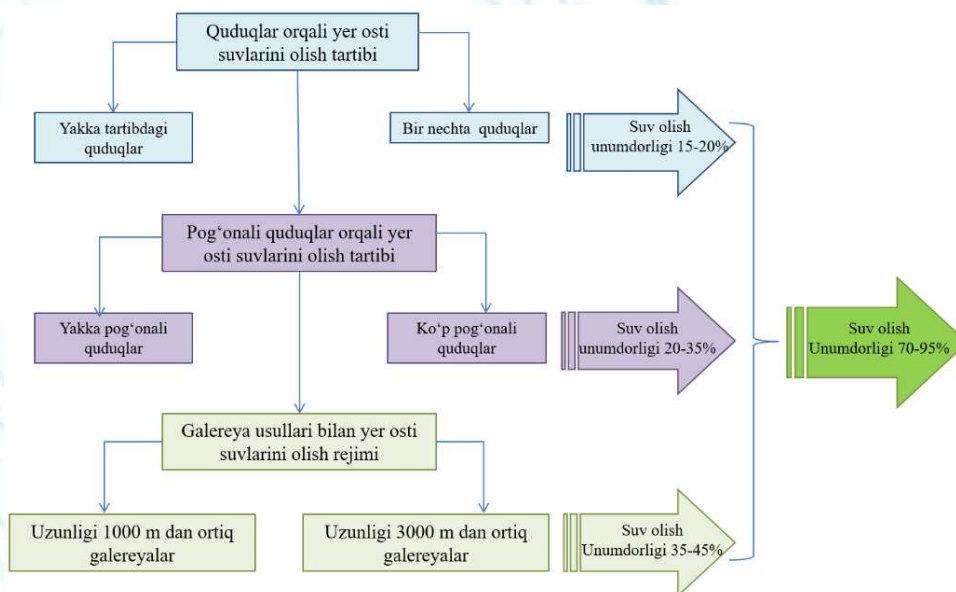 Quduqlar orqali yer osti
suvlarini olish tartibi
Yakka tartibdagi
quduqlar
Bir nechta quduqlar
Suv olish
unumdorligi 15-20%
Pog‘onali quduqlar orqali yer
osti suvlarini olish tartibi
Yakka pog‘onali
quduqlar
Ko‘p pog‘onali
quduqlar
Suv olish
unumdorligi 20-35%
Suv olish
Unumdorligi 70-95%
Galereya usullari bilan yer osti
suvlarini olish rejimi
Uzunligi 1000 m dan ortiq
galereyalar
Uzunligi 3000 m dan ortiq
galereyalar
Suv olish
Unumdorligi 35-45%